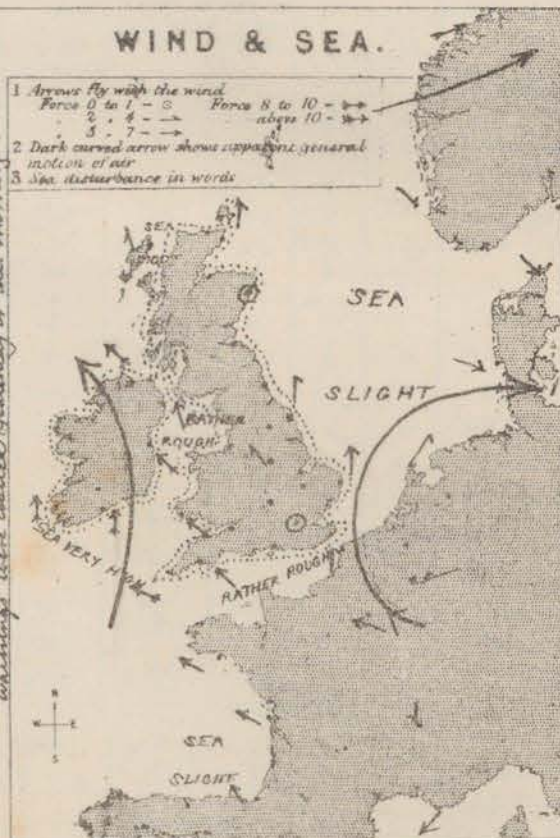 WIND & SEA.
1 Arrows fly with the wind
Force 0 to 1 - ⊙ Force 8 to 10 -
" 2 " 4 - above 10 -
" 5 " 7 -
2 Dark curved arrow shows apparent general
motion of air
3 Sea disturbance in words
SEA
SEA
SLIGHT
RATHER
ROUGH
SEA VERY HIGH
RATHER ROUGH
N
W E
S
SEA
SLIGHT